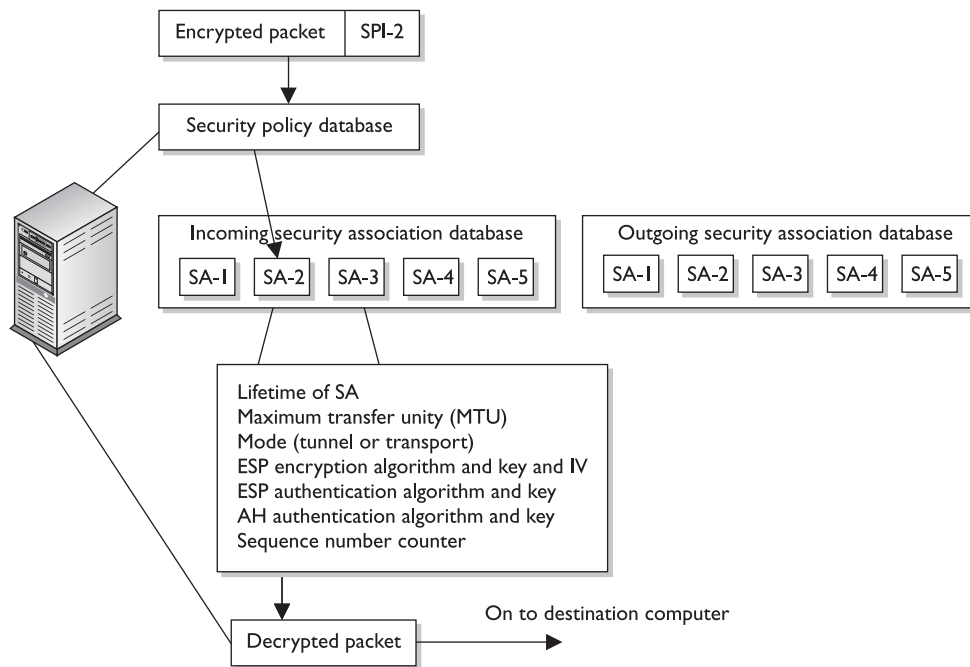 Encrypted packet SPI-2
Security policy database
Incoming security association database
SA-1 SA-2 SA-3 SA-4 SA-5
Outgoing security association database
SA-1 SA-2 SA-3 SA-4 SA-5
Lifetime of SA
Maximum transfer unity (MTU)
Mode (tunnel or transport)
ESP encryption algorithm and key and IV
ESP authentication algorithm and key
AH authentication algorithm and key
Sequence number counter
On to destination computer
Decrypted packet